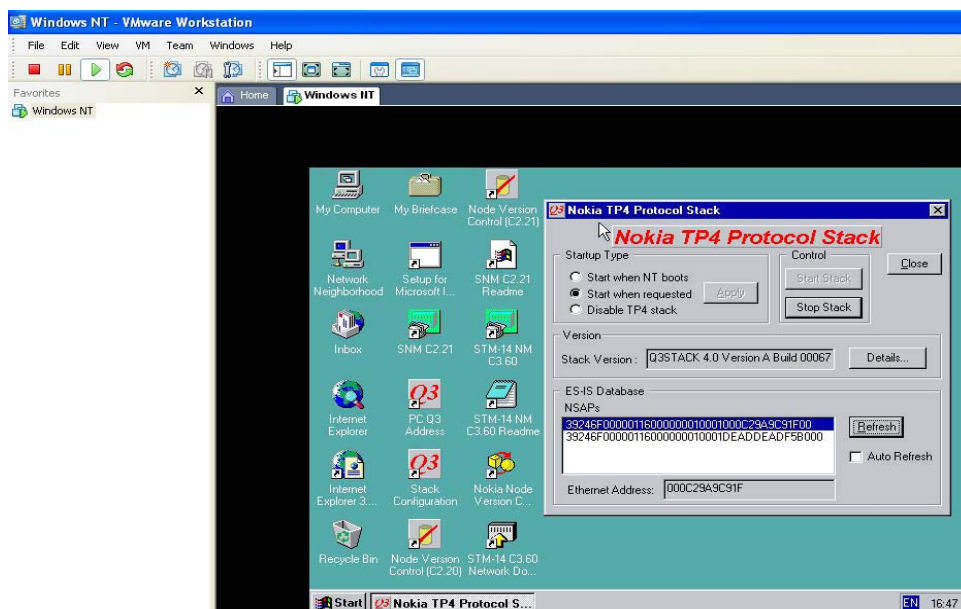 Windows NT - VMware Workstation
File Edit View VM Team Windows Help
Favorites
Home Windows NT
Windows NT
My Computer My Briefcase Node Version Control (C2.21)
Network Neighborhood Setup for Microsoft I... SNM C2.21 Readme
Inbox SNM C2.21 STM-14 NM C3.60
Internet Explorer PC Q3 Address STM-14 NM C3.60 Readme
Internet Explorer 3.... Stack Configuration Nokia Node Version C...
Recycle Bin Node Version Control (C2.20) STM-14 C3.60 Network Do...
Nokia TP4 Protocol Stack
Nokia TP4 Protocol Stack
Startup Type
Start when NT boots
Start when requested
Disable TP4 stack
Apply
Control
Start Stack
Stop Stack
Close
Version
Stack Version : Q3STACK 4.0 Version A Build 00067 Details...
ES-IS Database
NSAPs
39246F00000116000000010001000C29A9C91F00
39246F00000116000000010001DEADDEADF5B000
Refresh
Auto Refresh
Ethernet Address: 000C29A9C91F
Start Q3 Nokia TP4 Protocol S... EN 16:47